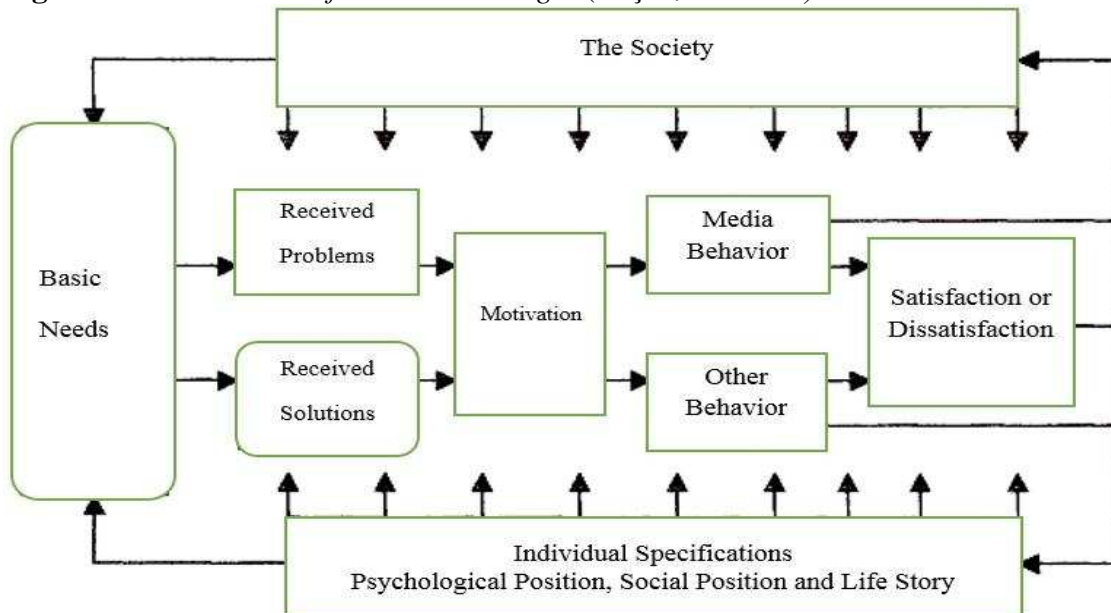 The Society
Received
Problems
Media
Behavior
Basic
Needs
Motivation
Satisfaction or
Dissatisfaction
Received
Solutions
Other
Behavior
Individual Specifications
Psychological Position, Social Position and Life Story